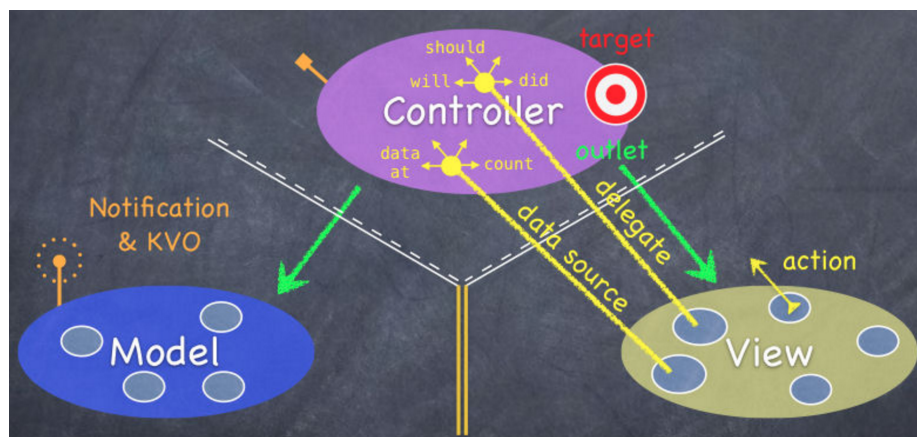 should
target
will
did
Controller
data
at
count
outlet
Notification
& KVO
delegate
data source
action
Model
View